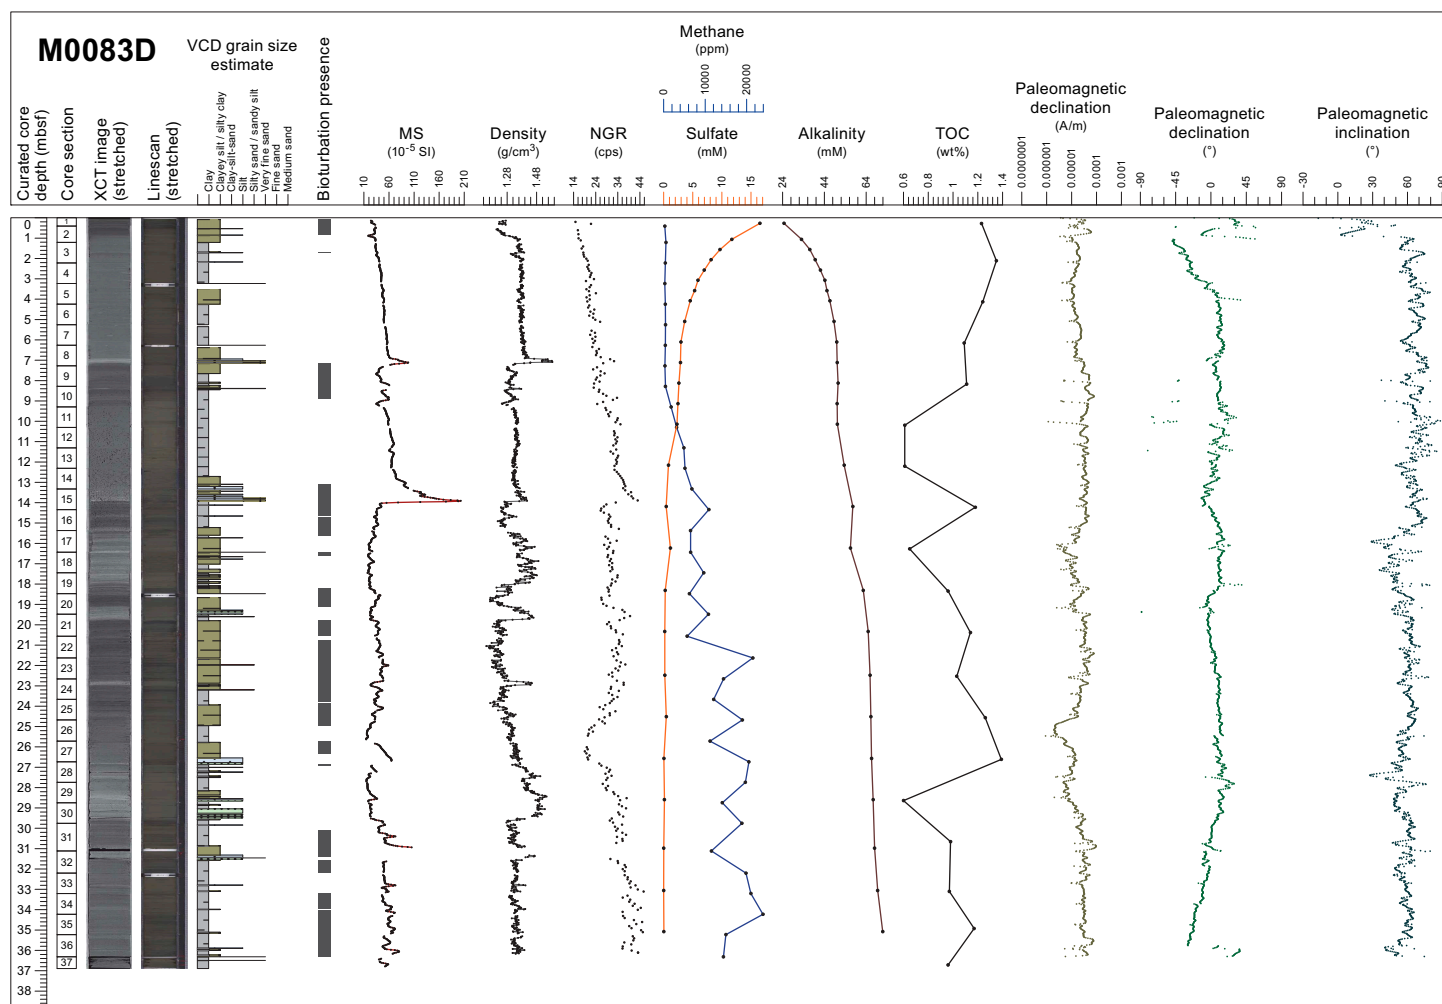 M0083D
Curated core
depth (mbsf)
Core section
XCT image
(stretched)
Linescan
(stretched)
VCD grain size
estimate
Clay
Clayey silt / silty clay
Clay-silt-sand
Silt
Silty sand / sandy silt
Very fine sand
Fine sand
Medium sand
Bioturbation presence
MS
(10⁻⁵ SI)
10 60 110 160 210
Density
(g/cm³)
1.28 1.48
NGR
(cps)
14 24 34 44
Methane
(ppm)
0 10000 20000
Sulfate
(mM)
0 5 10 15
Alkalinity
(mM)
24 44 64
TOC
(wt%)
0.6 0.8 1 1.2 1.4
Paleomagnetic
declination
(A/m)
0.0000001 0.000001 0.00001 0.0001 0.001
Paleomagnetic
declination
(°)
-90 -45 0 45 90
Paleomagnetic
inclination
(°)
-30 0 30 60 90
0
1
2
3
4
5
6
7
8
9
10
11
12
13
14
15
16
17
18
19
20
21
22
23
24
25
26
27
28
29
30
31
32
33
34
35
36
37
38
1
2
3
4
5
6
7
8
9
10
11
12
13
14
15
16
17
18
19
20
21
22
23
24
25
26
27
28
29
30
31
32
33
34
35
36
37